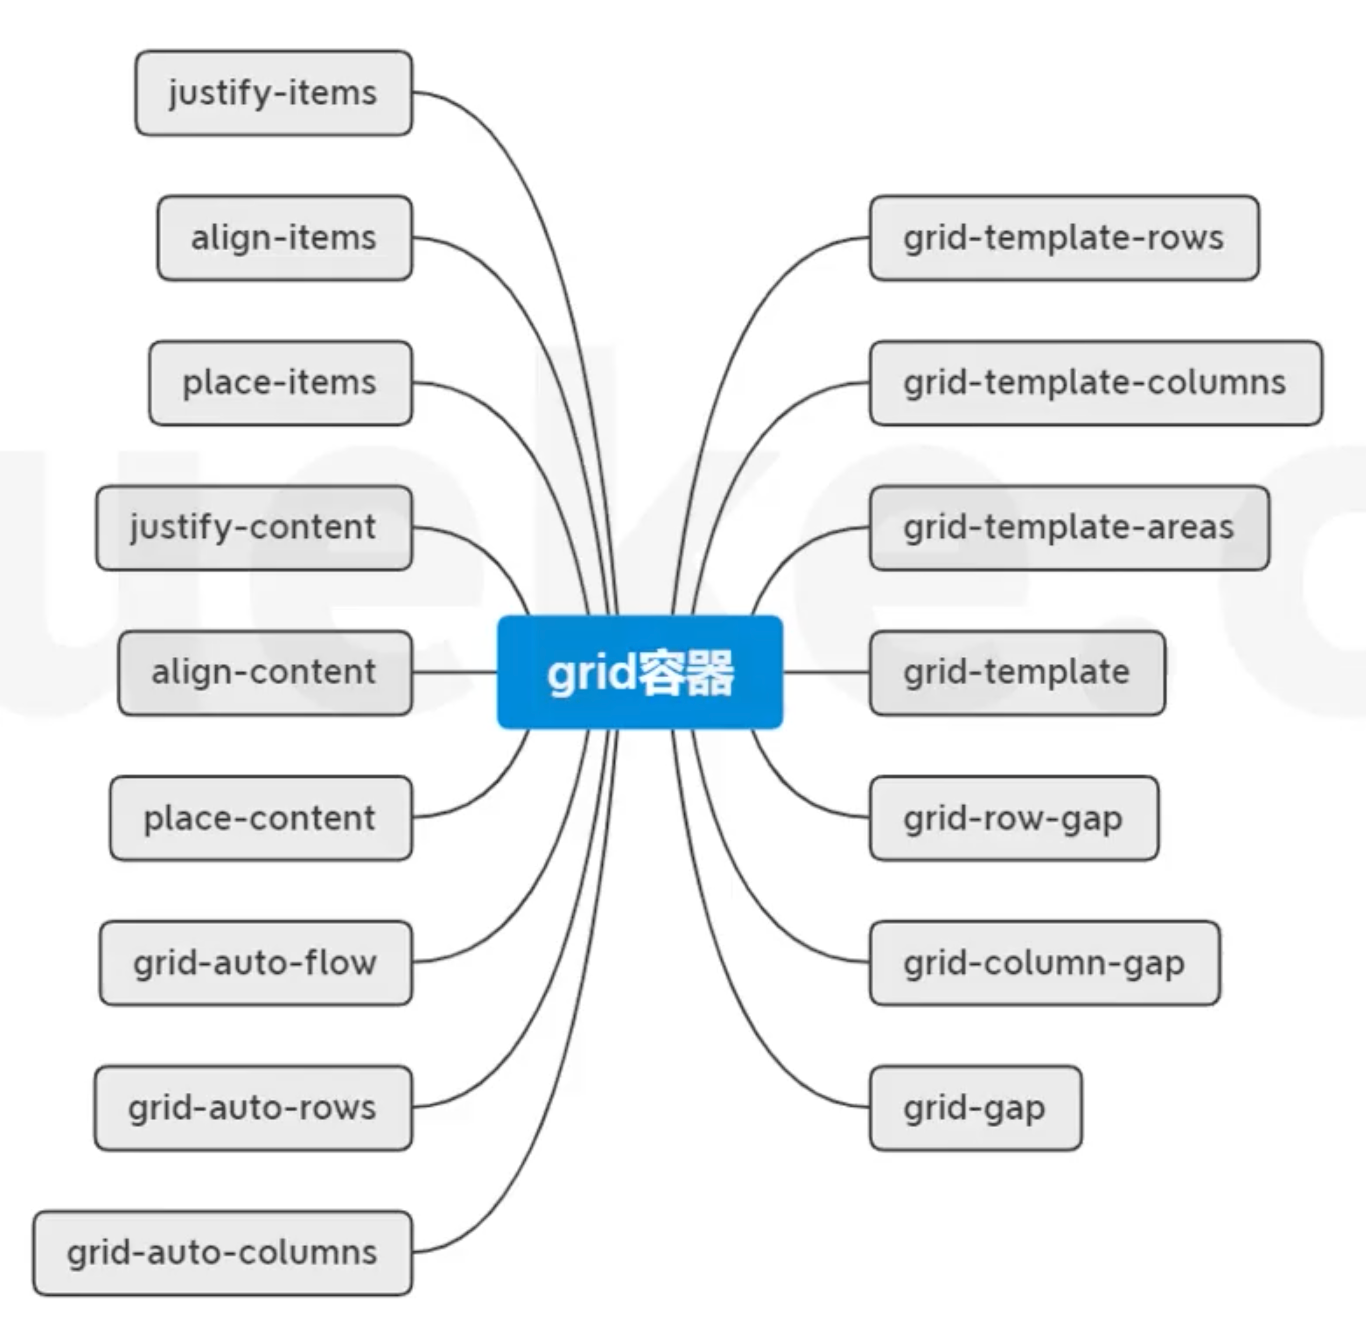 justify-items
align-items
place-items
justify-content
align-content
place-content
grid-auto-flow
grid-auto-rows
grid-auto-columns
grid容器
grid-template-rows
grid-template-columns
grid-template-areas
grid-template
grid-row-gap
grid-column-gap
grid-gap
ueke.c